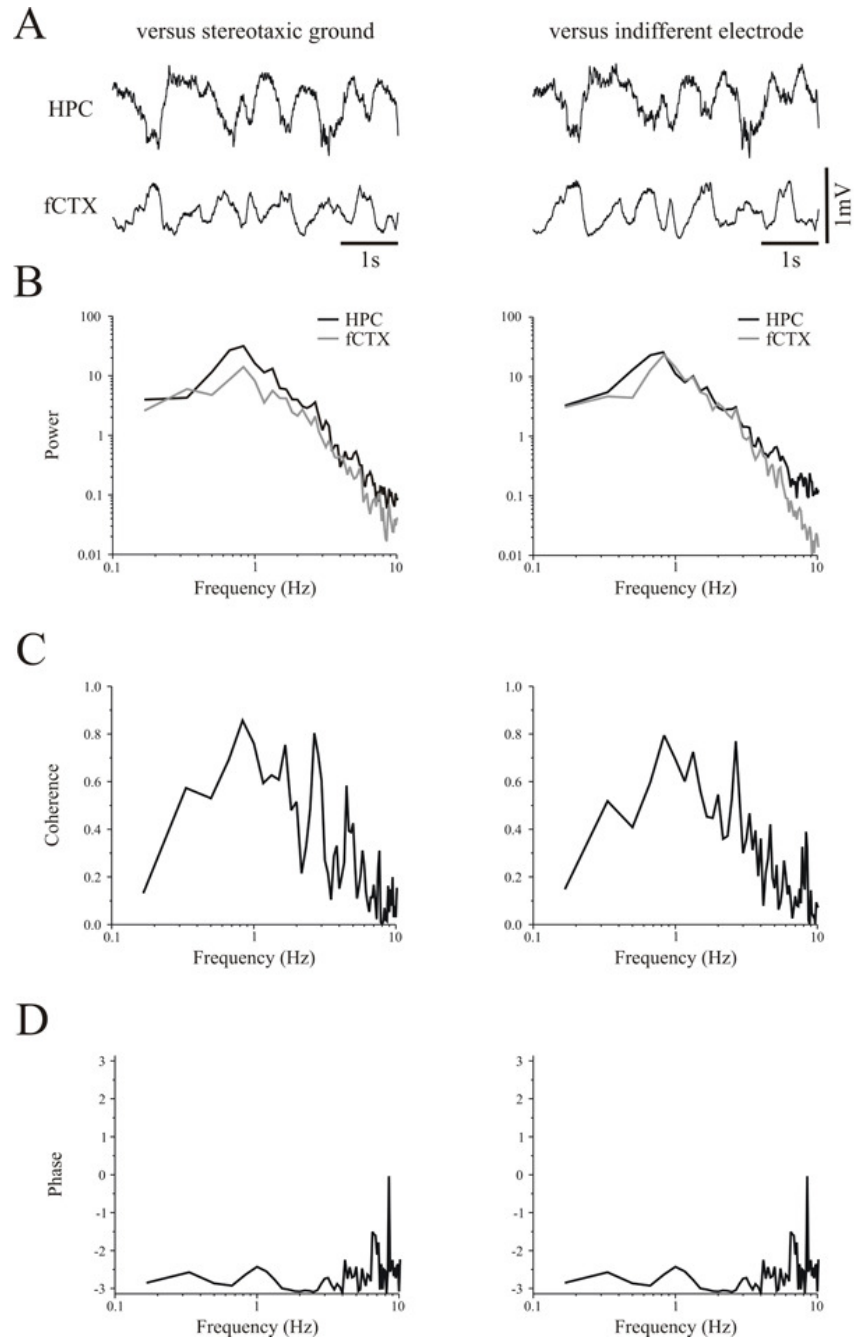 A
versus stereotaxic ground
versus indifferent electrode
HPC
fCTX
1mV
1s
1s
B
100
10
1
0.1
0.01
Power
HPC
fCTX
0.1
1
10
Frequency (Hz)
100
10
1
0.1
0.01
HPC
fCTX
0.1
1
10
Frequency (Hz)
C
1.0
0.8
0.6
0.4
0.2
0.0
Coherence
0.1
1
10
Frequency (Hz)
1.0
0.8
0.6
0.4
0.2
0.0
0.1
1
10
Frequency (Hz)
D
3
2
1
0
-1
-2
-3
Phase
0.1
1
10
Frequency (Hz)
3
2
1
0
-1
-2
-3
0.1
1
10
Frequency (Hz)